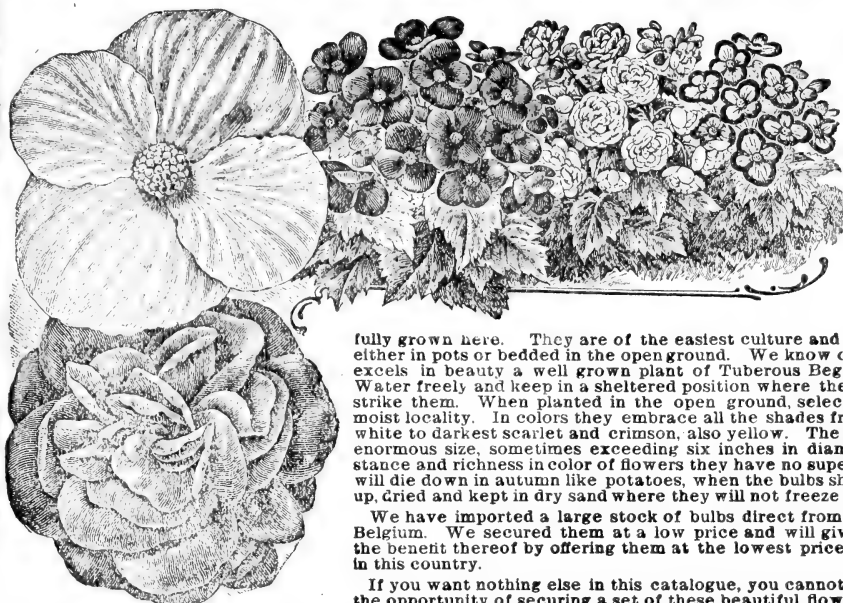 fully grown here. They are of the easiest culture and
either in pots or bedded in the open ground. We know
excels in beauty a well grown plant of Tuberous
Water freely and keep in a sheltered position where
strike them. When planted in the open ground,
moist locality. In colors they embrace all the shades
white to darkest scarlet and crimson, also yellow. The
enormous size, sometimes exceeding six inches in
stance and richness in color of flowers they have no
will die down in autumn like potatoes, when the bulbs
up, dried and kept in dry sand where they will not freeze
We have imported a large stock of bulbs direct from
Belgium. We secured them at a low price and will
the benefit thereof by offering them at the lowest
in this country.
If you want nothing else in this catalogue, you cannot
the opportunity of securing a set of these beautiful